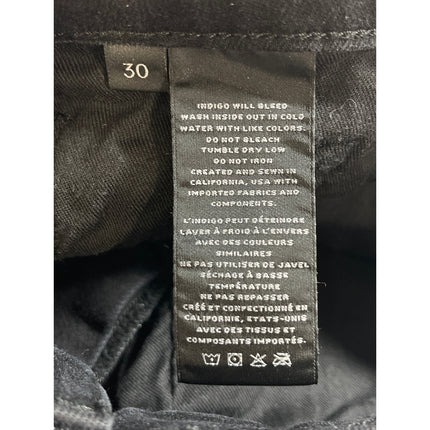 30
INDIGO WILL BLEED
WASH INSIDE OUT IN COLD
WATER WITH LIKE COLORS.
DO NOT BLEACH
TUMBLE DRY LOW
DO NOT IRON
CREATED AND SEWN IN
CALIFORNIA, USA WITH
IMPORTED FABRICS AND
COMPONENTS.
L'INDIGO PEUT DÉTEINDRE
LAVER À FROID À L'ENVERS
AVEC DES COULEURS
SIMILAIRES
NE PAS UTILISER DE JAVEL
SÉCHAGE À BASSE
TEMPÉRATURE
NE PAS REPASSER
CRÉÉ ET CONFECTIONNÉ EN
CALIFORNIE, ETATS-UNIS
AVEC DES TISSUS ET
COMPOSANTS IMPORTÉS.